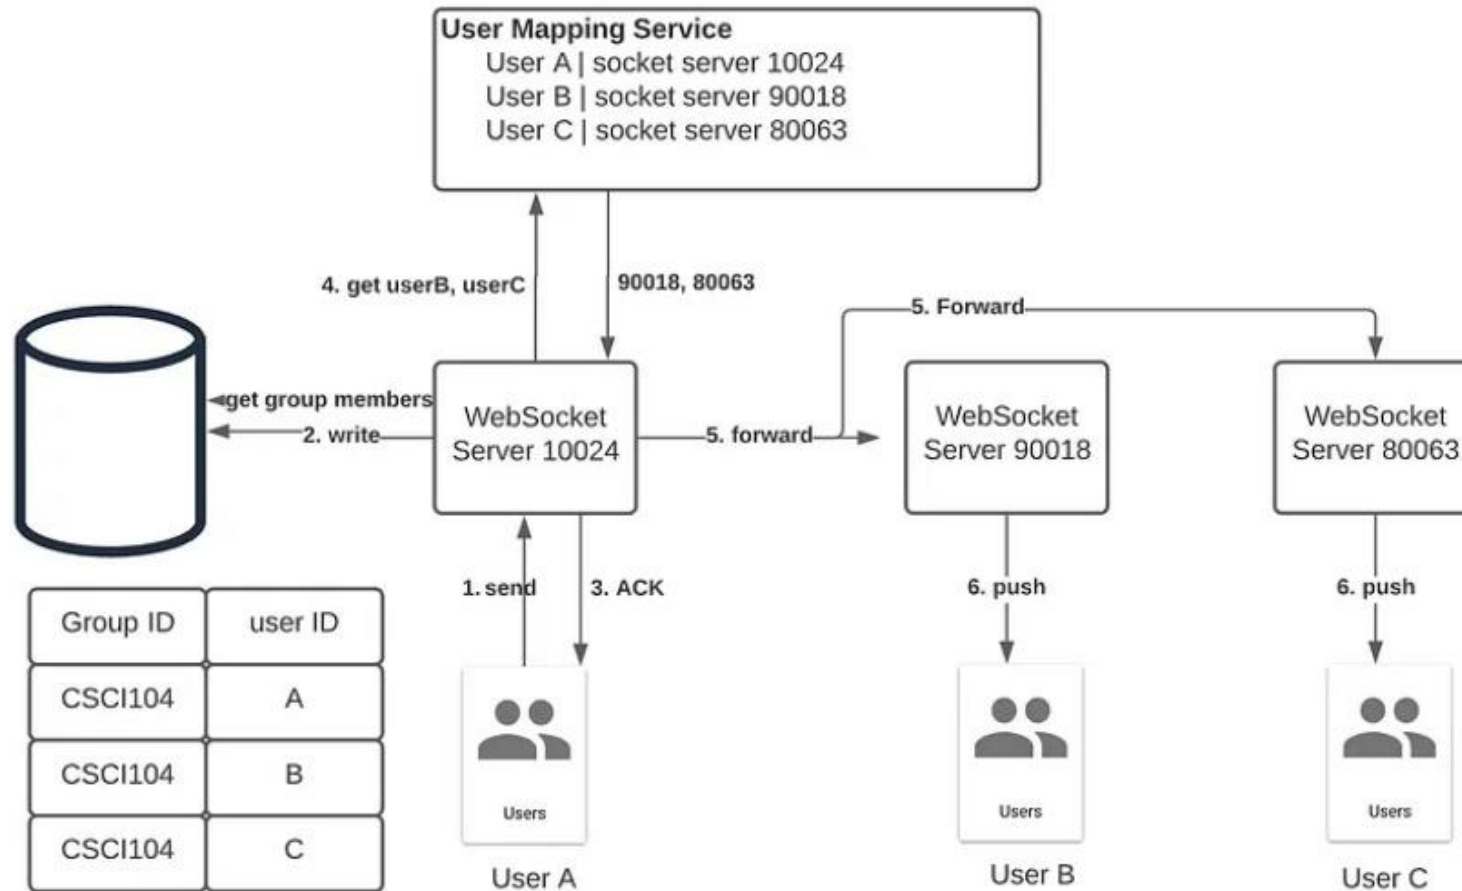 User Mapping Service
User A | socket server 10024
User B | socket server 90018
User C | socket server 80063
4. get userB, userC
90018, 80063
5. Forward
get group members
2. write
WebSocket
Server 10024
5. forward
WebSocket
Server 90018
WebSocket
Server 80063
1. send
3. ACK
6. push
6. push
Group ID user ID
CSCI104 A
CSCI104 B
CSCI104 C
Users
User A
Users
User B
Users
User C